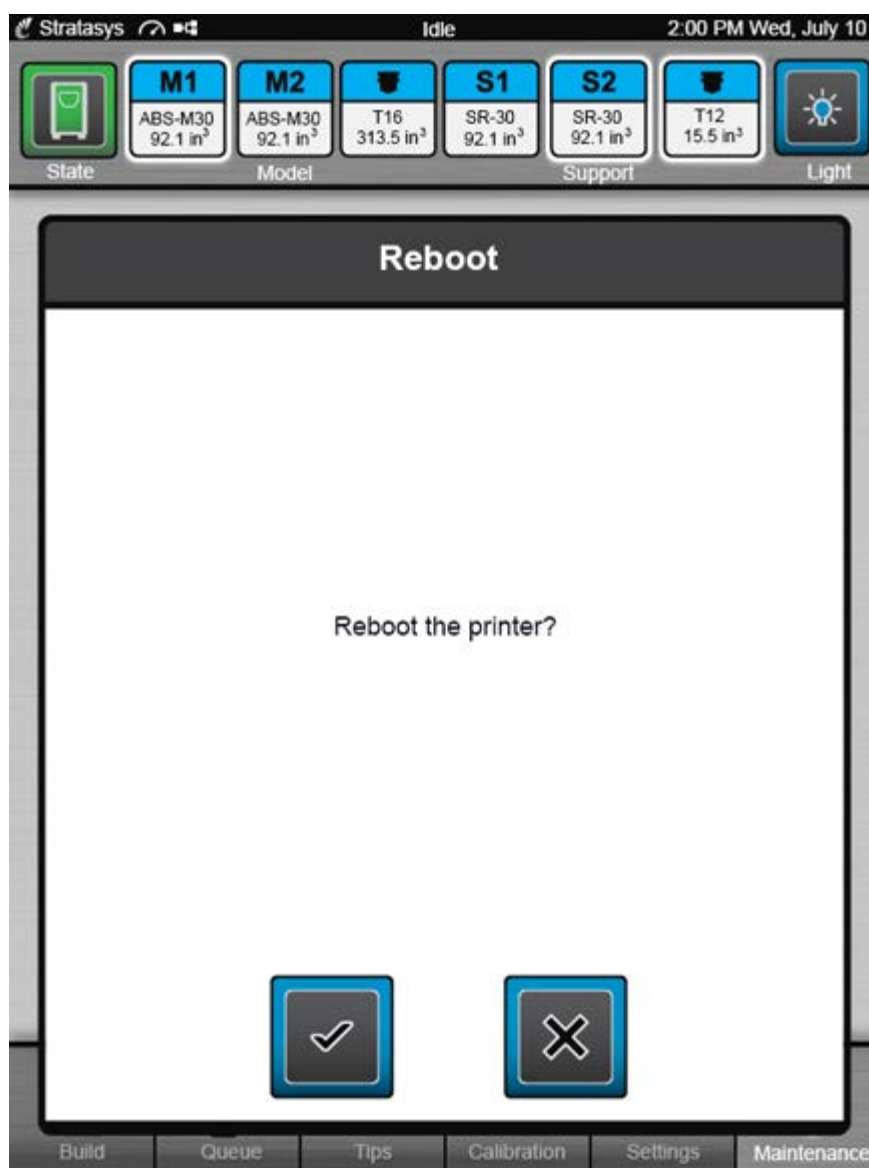 Stratasys Idle 2:00 PM Wed, July 10
M1 M2 S1 S2
ABS-M30 ABS-M30 T16 SR-30 SR-30 T12
92.1 in³ 92.1 in³ 313.5 in³ 92.1 in³ 92.1 in³ 15.5 in³
State Model Support Light
Reboot
Reboot the printer?
Build Queue Tips Calibration Settings Maintenance